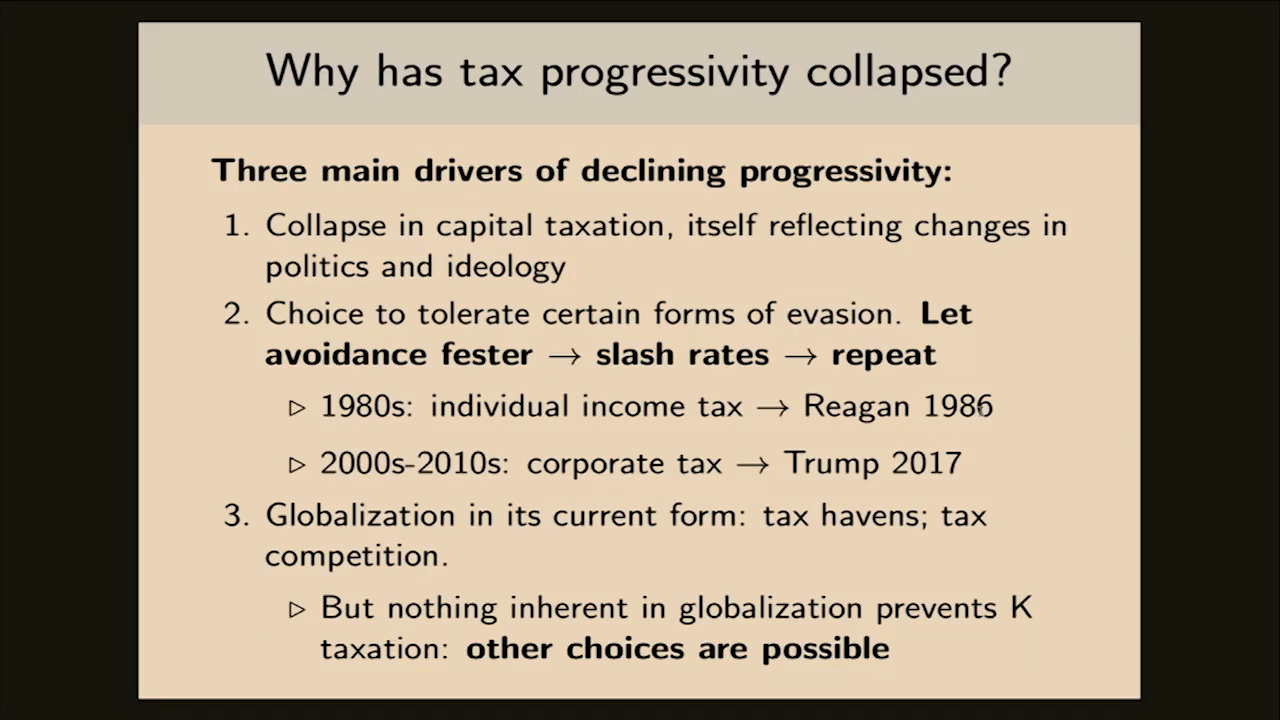 Why has tax progressivity collapsed?
Three main drivers of declining progressivity:
1. Collapse in capital taxation, itself reflecting changes in
politics and ideology
2. Choice to tolerate certain forms of evasion. Let
avoidance fester → slash rates → repeat
▷ 1980s: individual income tax → Reagan 1986
▷ 2000s-2010s: corporate tax → Trump 2017
3. Globalization in its current form: tax havens; tax
competition.
▷ But nothing inherent in globalization prevents K
taxation: other choices are possible